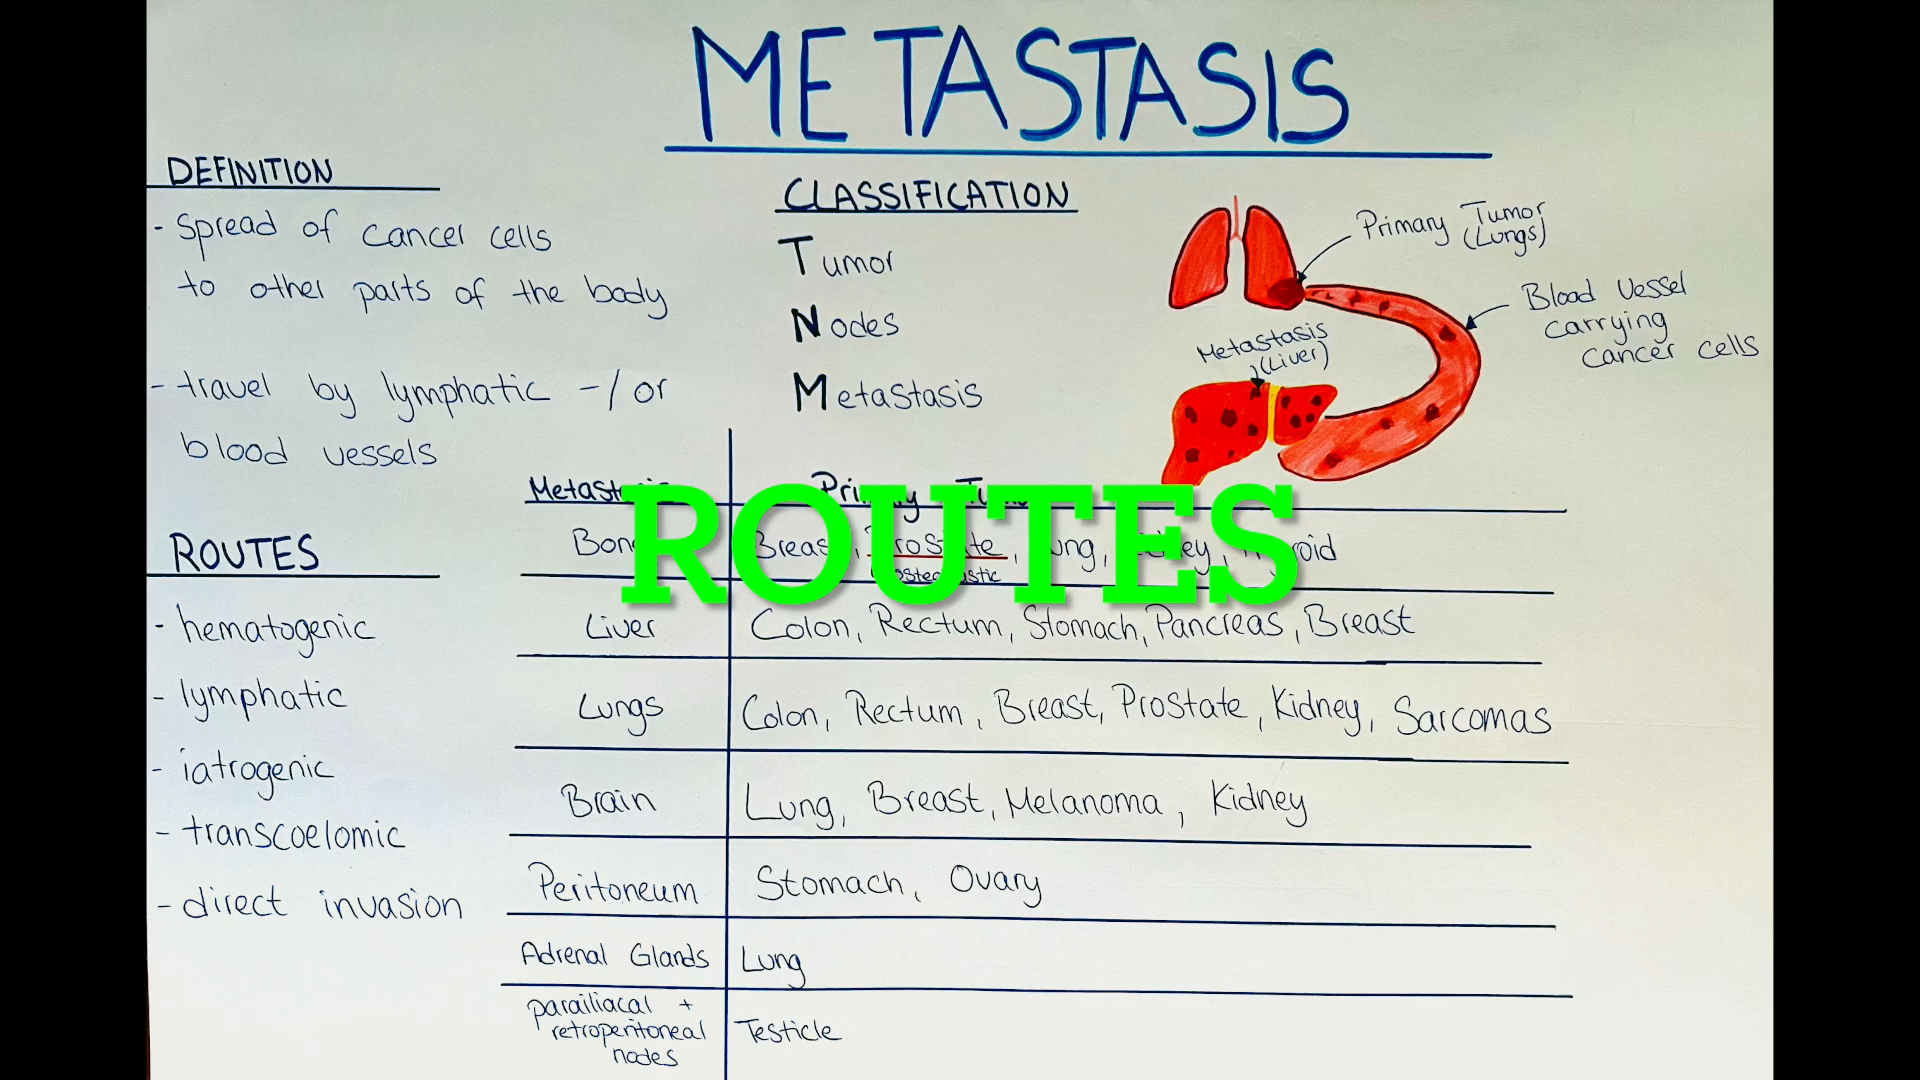 METASTASIS
DEFINITION
- Spread of cancer cells
to other parts of the body
- travel by lymphatic -/ or
blood vessels
ROUTES
- hematogenic
- lymphatic
- iatrogenic
- transcoelomic
- direct invasion
CLASSIFICATION
Tumor
Nodes
Metastasis
Primary Tumor
(Lungs)
Blood Vessel
carrying
cancer cells
Metastasis
(Liver)
ROUTES
Liver Colon, Rectum, Stomach, Pancreas, Breast
Lungs Colon, Rectum, Breast, Prostate, Kidney, Sarcomas
Brain Lung, Breast, Melanoma, Kidney
Peritoneum Stomach, Ovary
Adrenal Glands Lung
parailiacal +
retroperitoneal Testicle
nodes